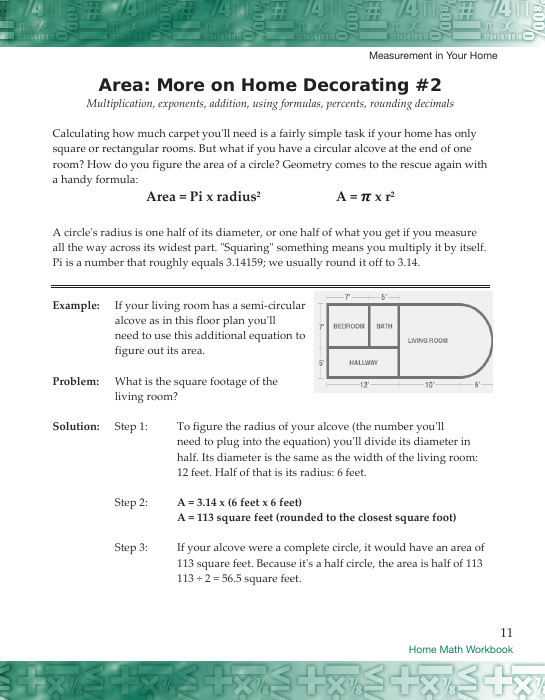 Measurement in Your Home
Area: More on Home Decorating #2
Multiplication, exponents, addition, using formulas, percents, rounding decimals
Calculating how much carpet you'll need is a fairly simple task if your home has only
square or rectangular rooms. But what if you have a circular alcove at the end of one
room? How do you figure the area of a circle? Geometry comes to the rescue again with
a handy formula:
Area = Pi x radius² A = π x r²
A circle's radius is one half of its diameter, or one half of what you get if you measure
all the way across its widest part. "Squaring" something means you multiply it by itself.
Pi is a number that roughly equals 3.14159; we usually round it off to 3.14.
Example: If your living room has a semi-circular
alcove as in this floor plan you'll
need to use this additional equation to
figure out its area.
7' 5'
7' BEDROOM BATH LIVING ROOM
5' HALLWAY
12' 10' 6'
Problem: What is the square footage of the
living room?
Solution: Step 1: To figure the radius of your alcove (the number you'll
need to plug into the equation) you'll divide its diameter in
half. Its diameter is the same as the width of the living room:
12 feet. Half of that is its radius: 6 feet.
Step 2: A = 3.14 x (6 feet x 6 feet)
A = 113 square feet (rounded to the closest square foot)
Step 3: If your alcove were a complete circle, it would have an area of
113 square feet. Because it's a half circle, the area is half of 113
113 ÷ 2 = 56.5 square feet.
11
Home Math Workbook